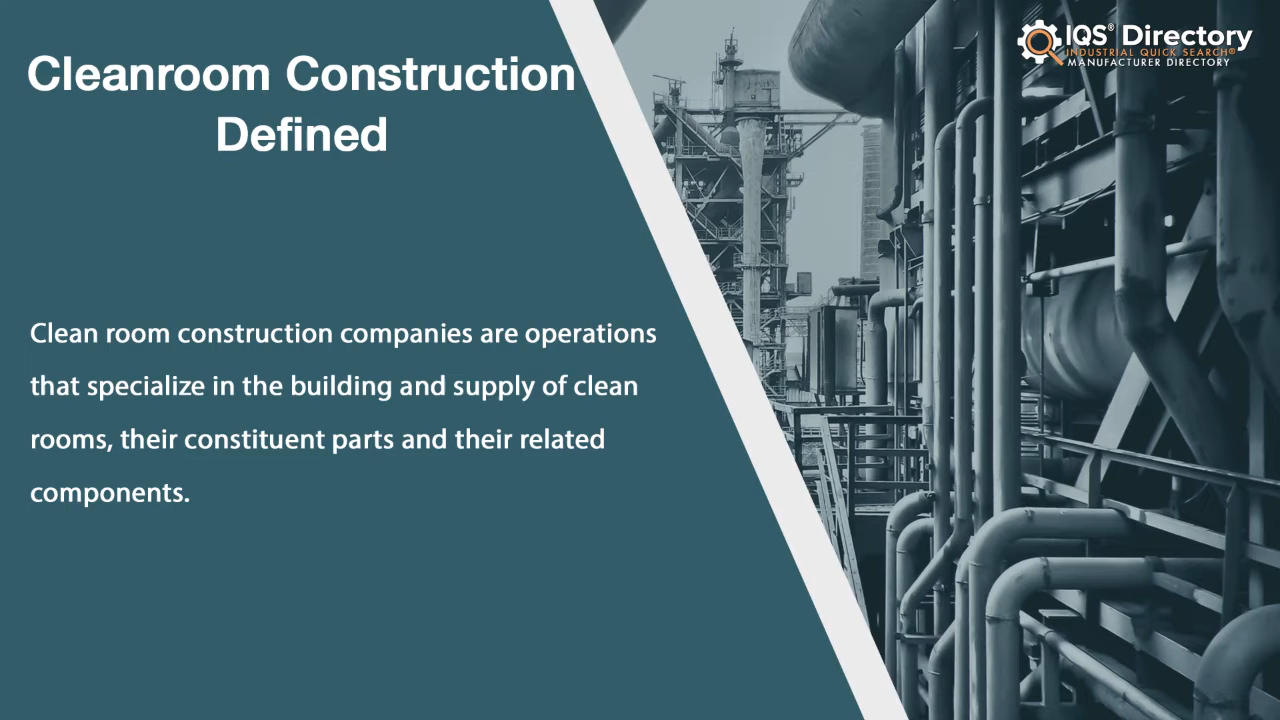 Cleanroom Construction
Defined
IQS® Directory
INDUSTRIAL QUICK SEARCH®
MANUFACTURER DIRECTORY
Clean room construction companies are operations
that specialize in the building and supply of clean
rooms, their constituent parts and their related
components.